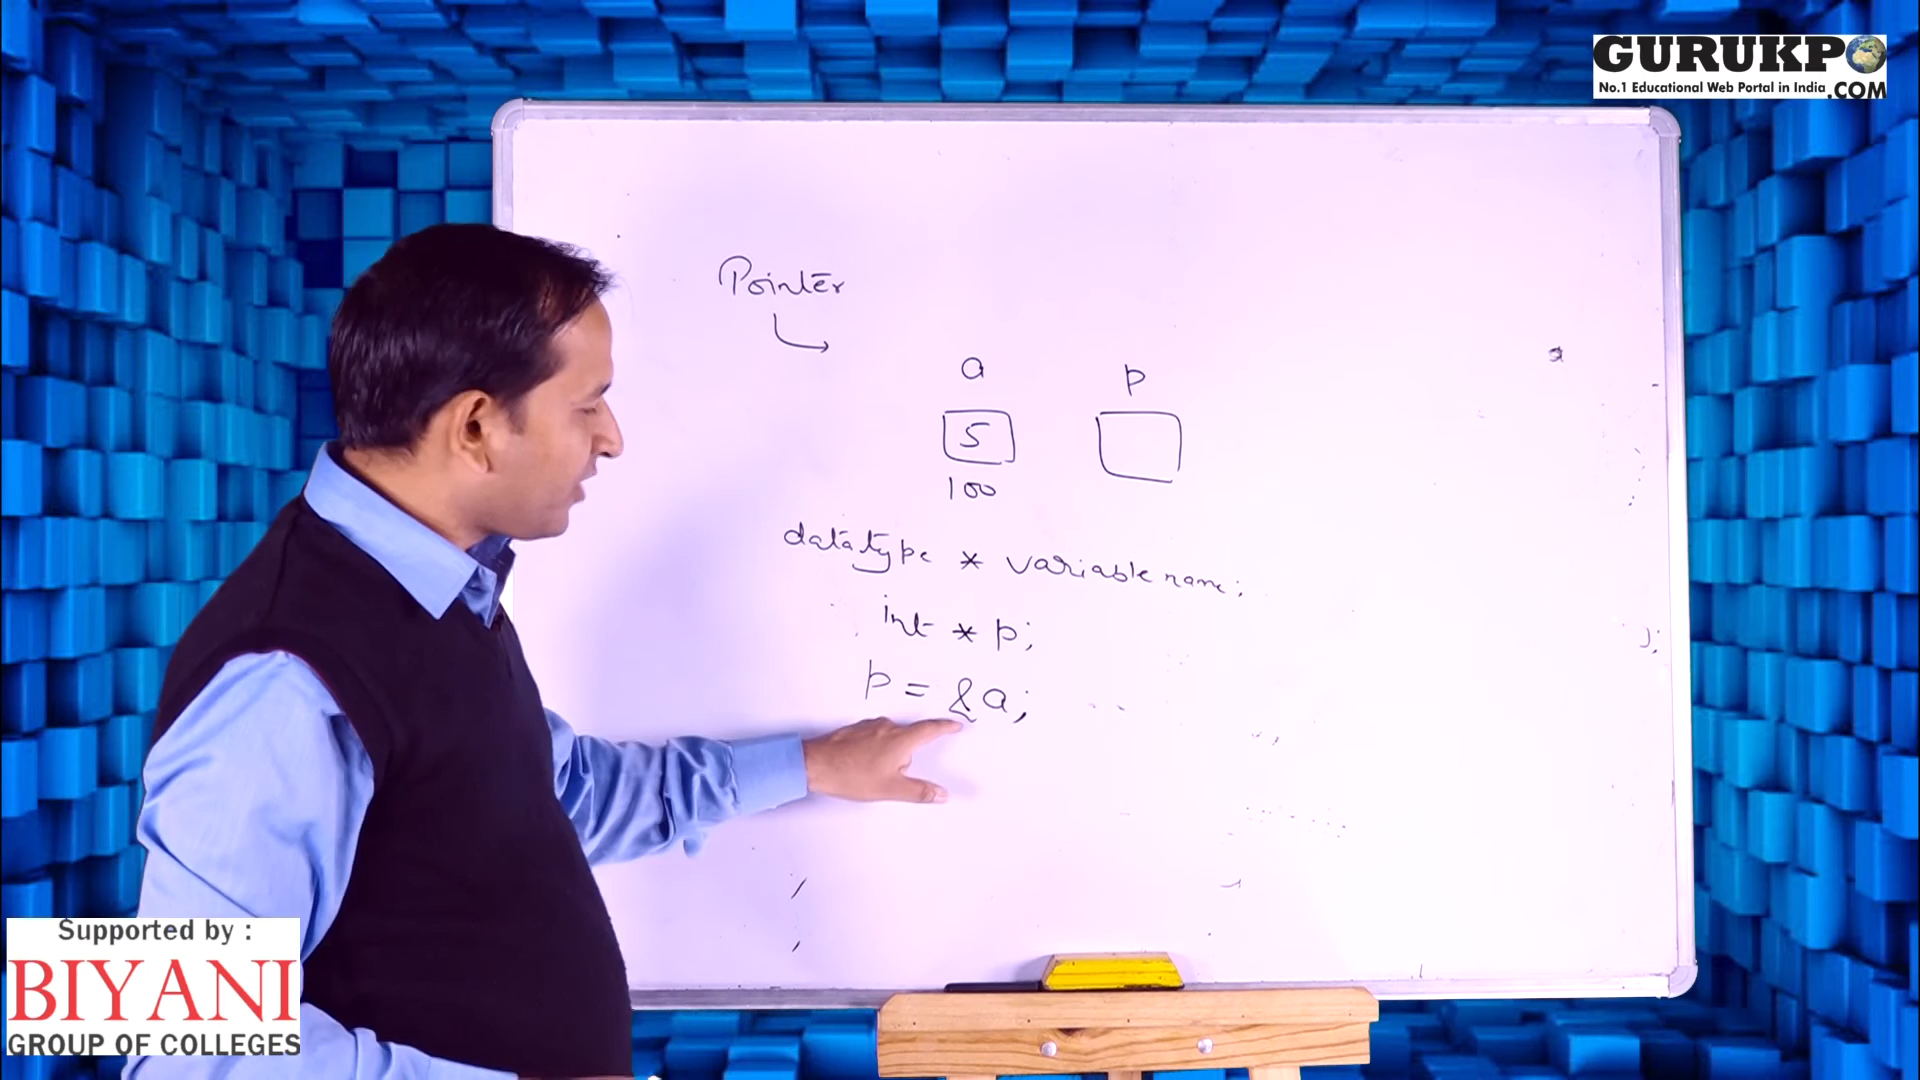 GURUKPO
No.1 Educational Web Portal in India .COM
Pointer
a p
5
100
datatype * variable name;
int * p;
p = &a;
);
Supported by :
BIYANI
GROUP OF COLLEGES